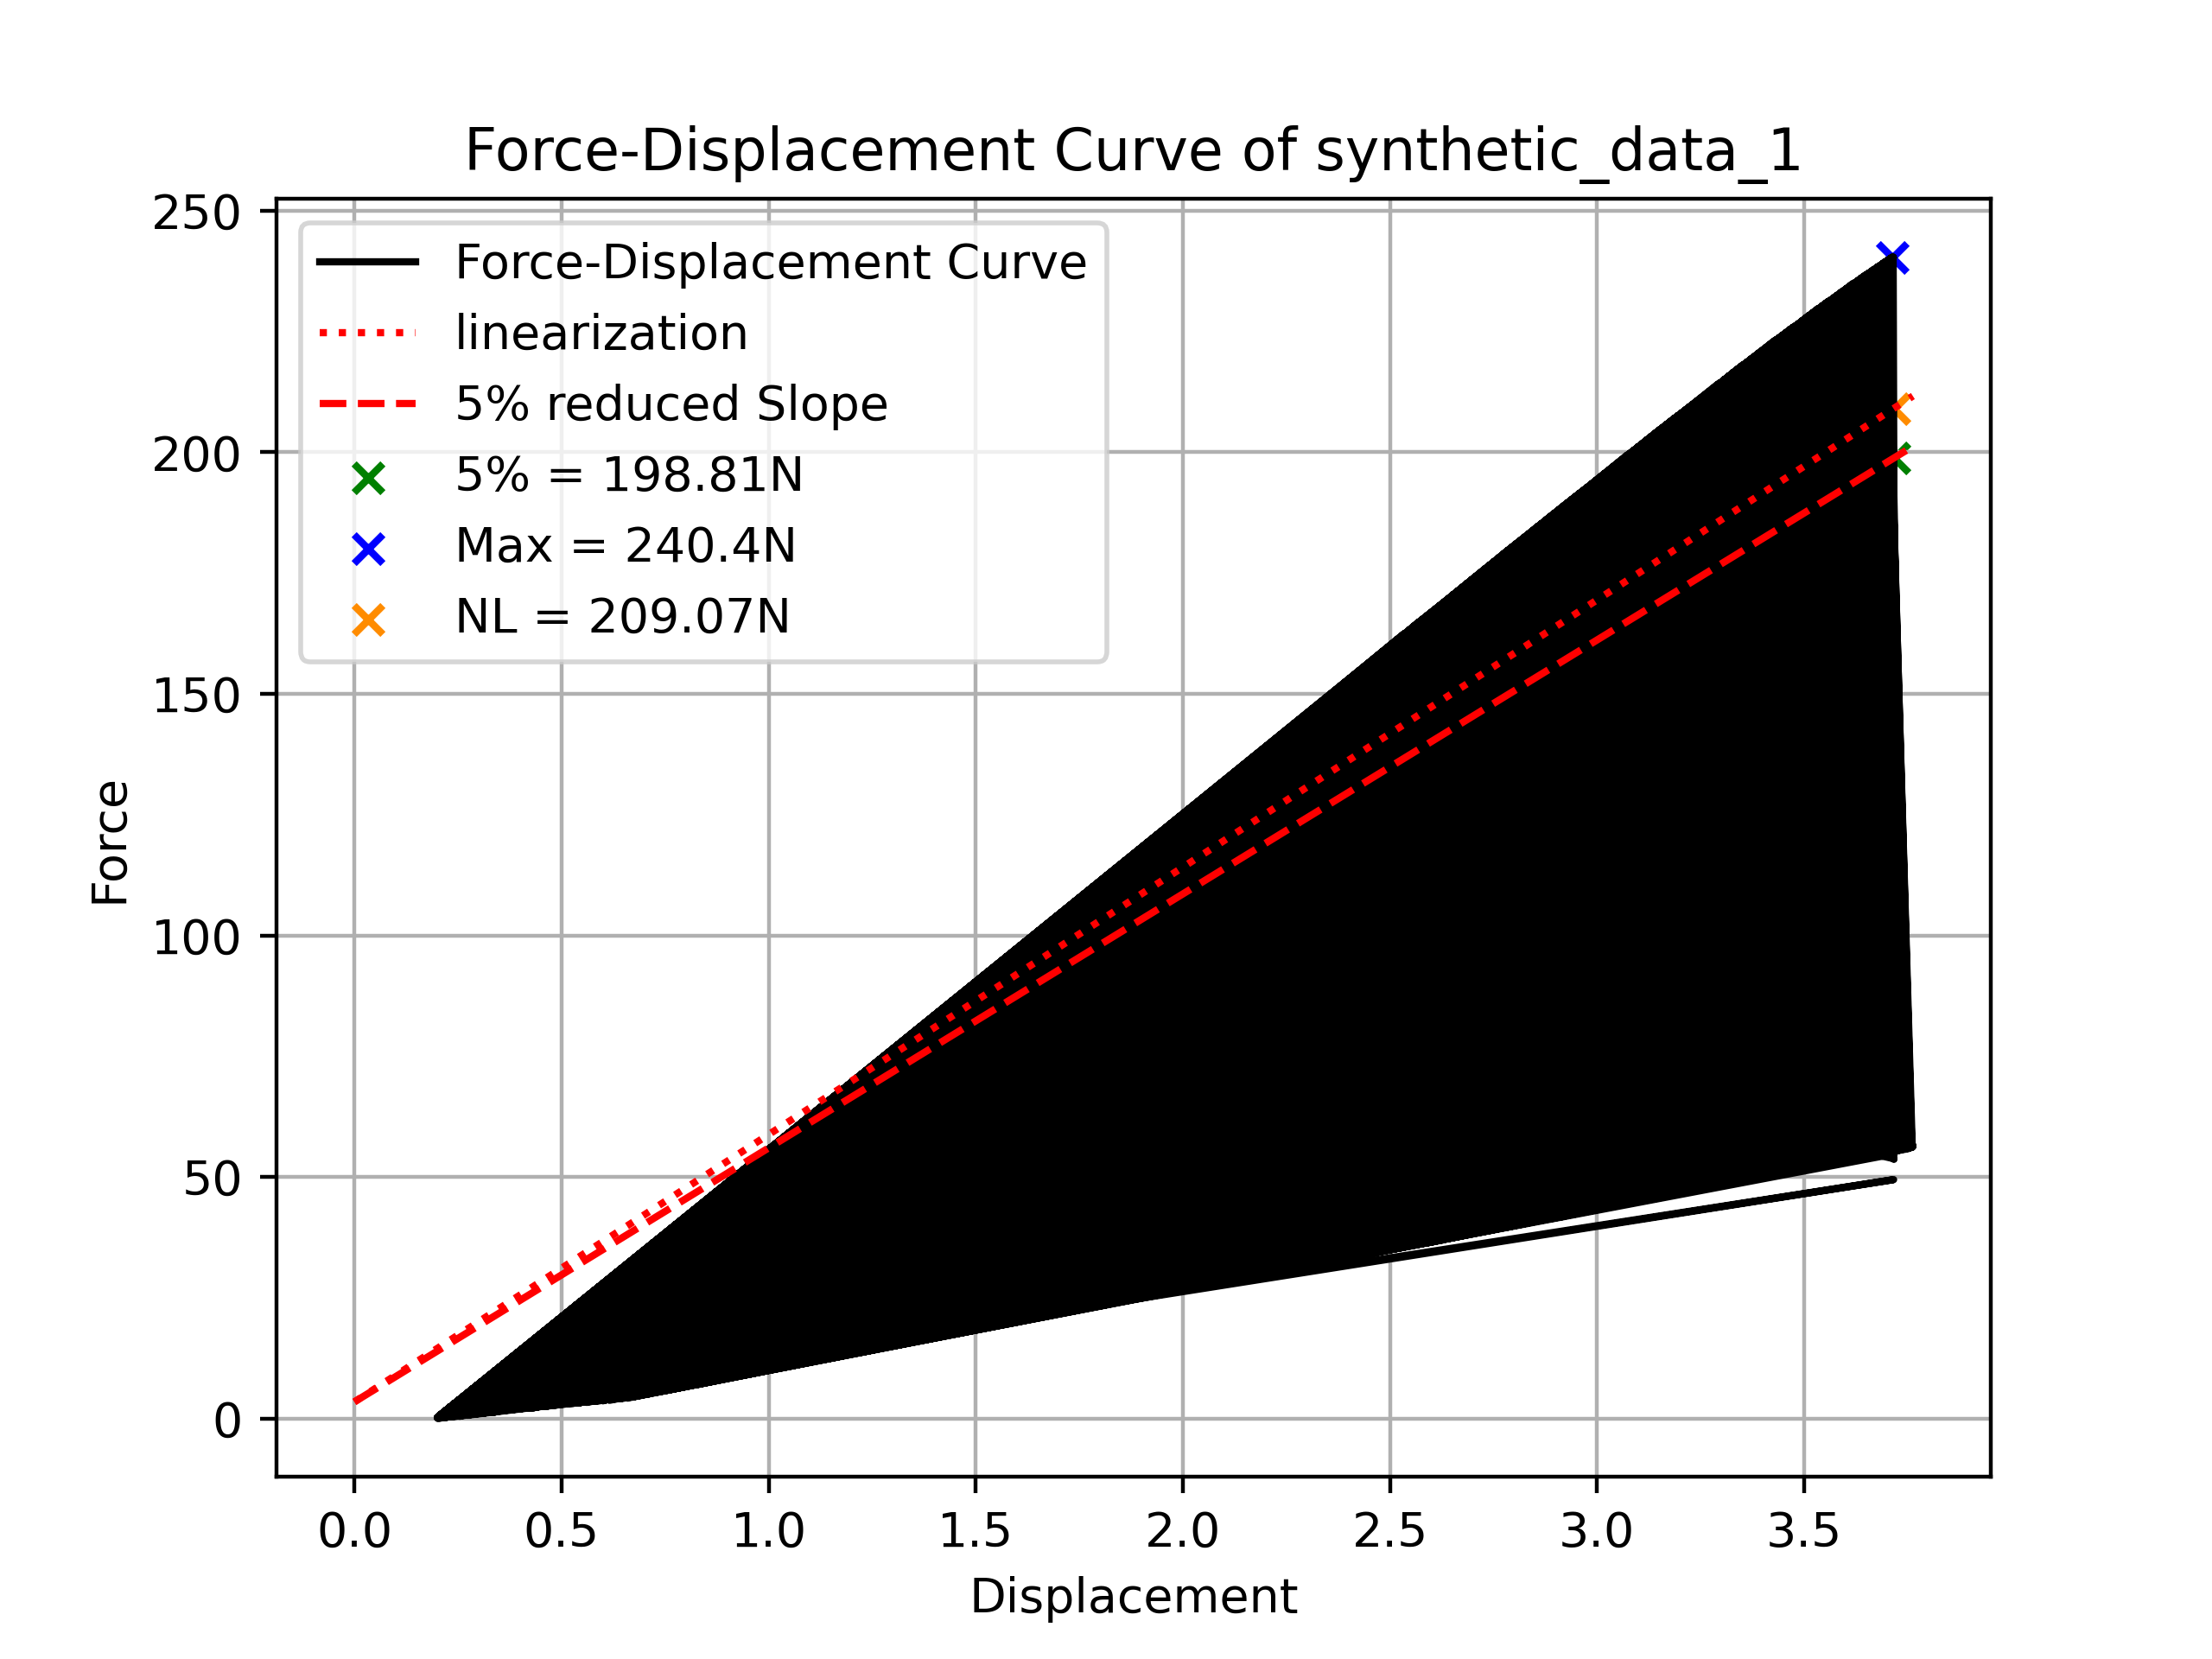 Force-Displacement Curve of synthetic_data_1
250
200
150
100
50
0
Force
Force-Displacement Curve
linearization
5% reduced Slope
5% = 198.81N
Max = 240.4N
NL = 209.07N
0.0 0.5 1.0 1.5 2.0 2.5 3.0 3.5
Displacement